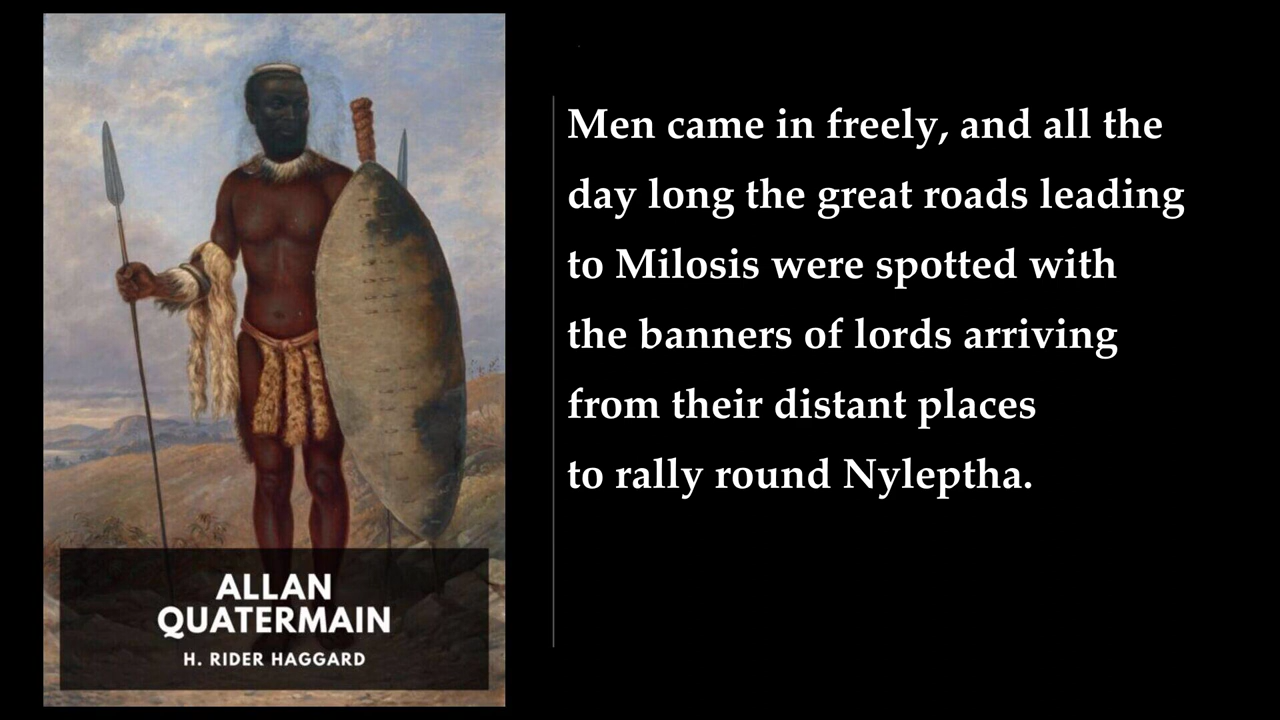 ALLAN
QUATERMAIN
H. RIDER HAGGARD
Men came in freely, and all the
day long the great roads leading
to Milosis were spotted with
the banners of lords arriving
from their distant places
to rally round Nyleptha.